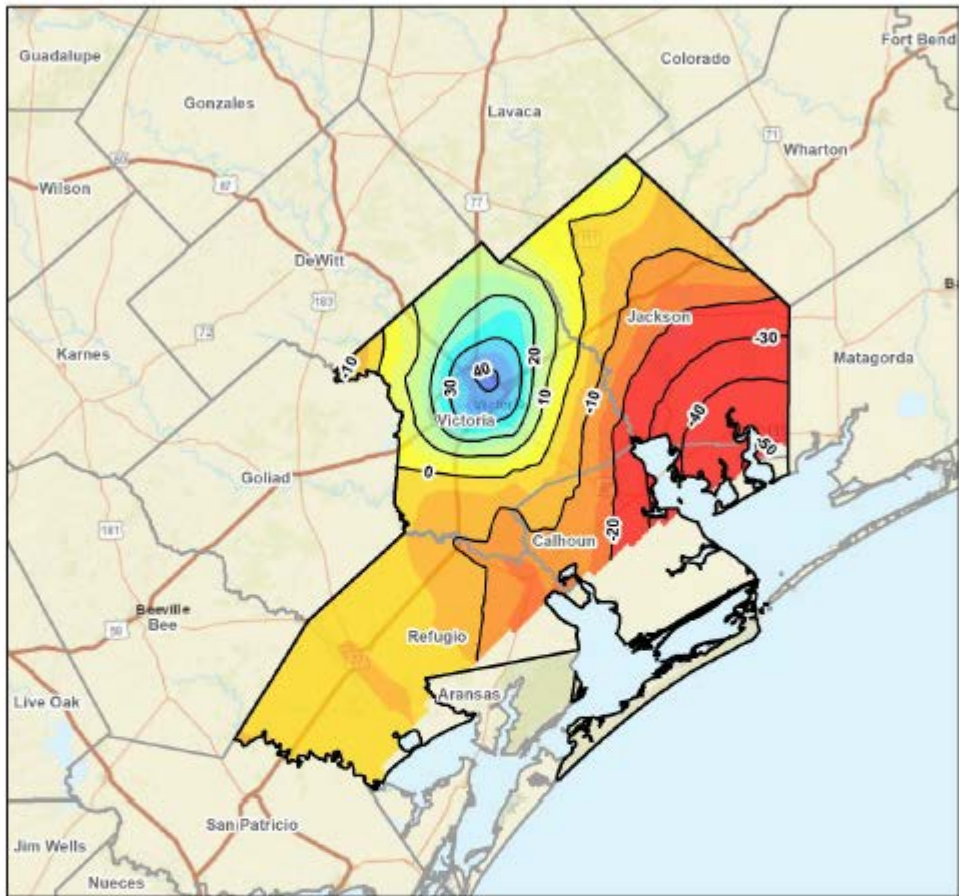 Guadalupe
Fort Bend
Colorado
Gonzales
Lavaca
71
Wharton
90
87
Wilson
77
DeWitt
183
Jackson
-30
-10
72
Karnes
20
40
30
10
-10
Matagorda
-40
Victoria
-50
0
Goliad
181
-20
Calhoun
Beeville
Bee
59
Refugio
Aransas
Live Oak
San Patricio
Jim Wells
Nueces